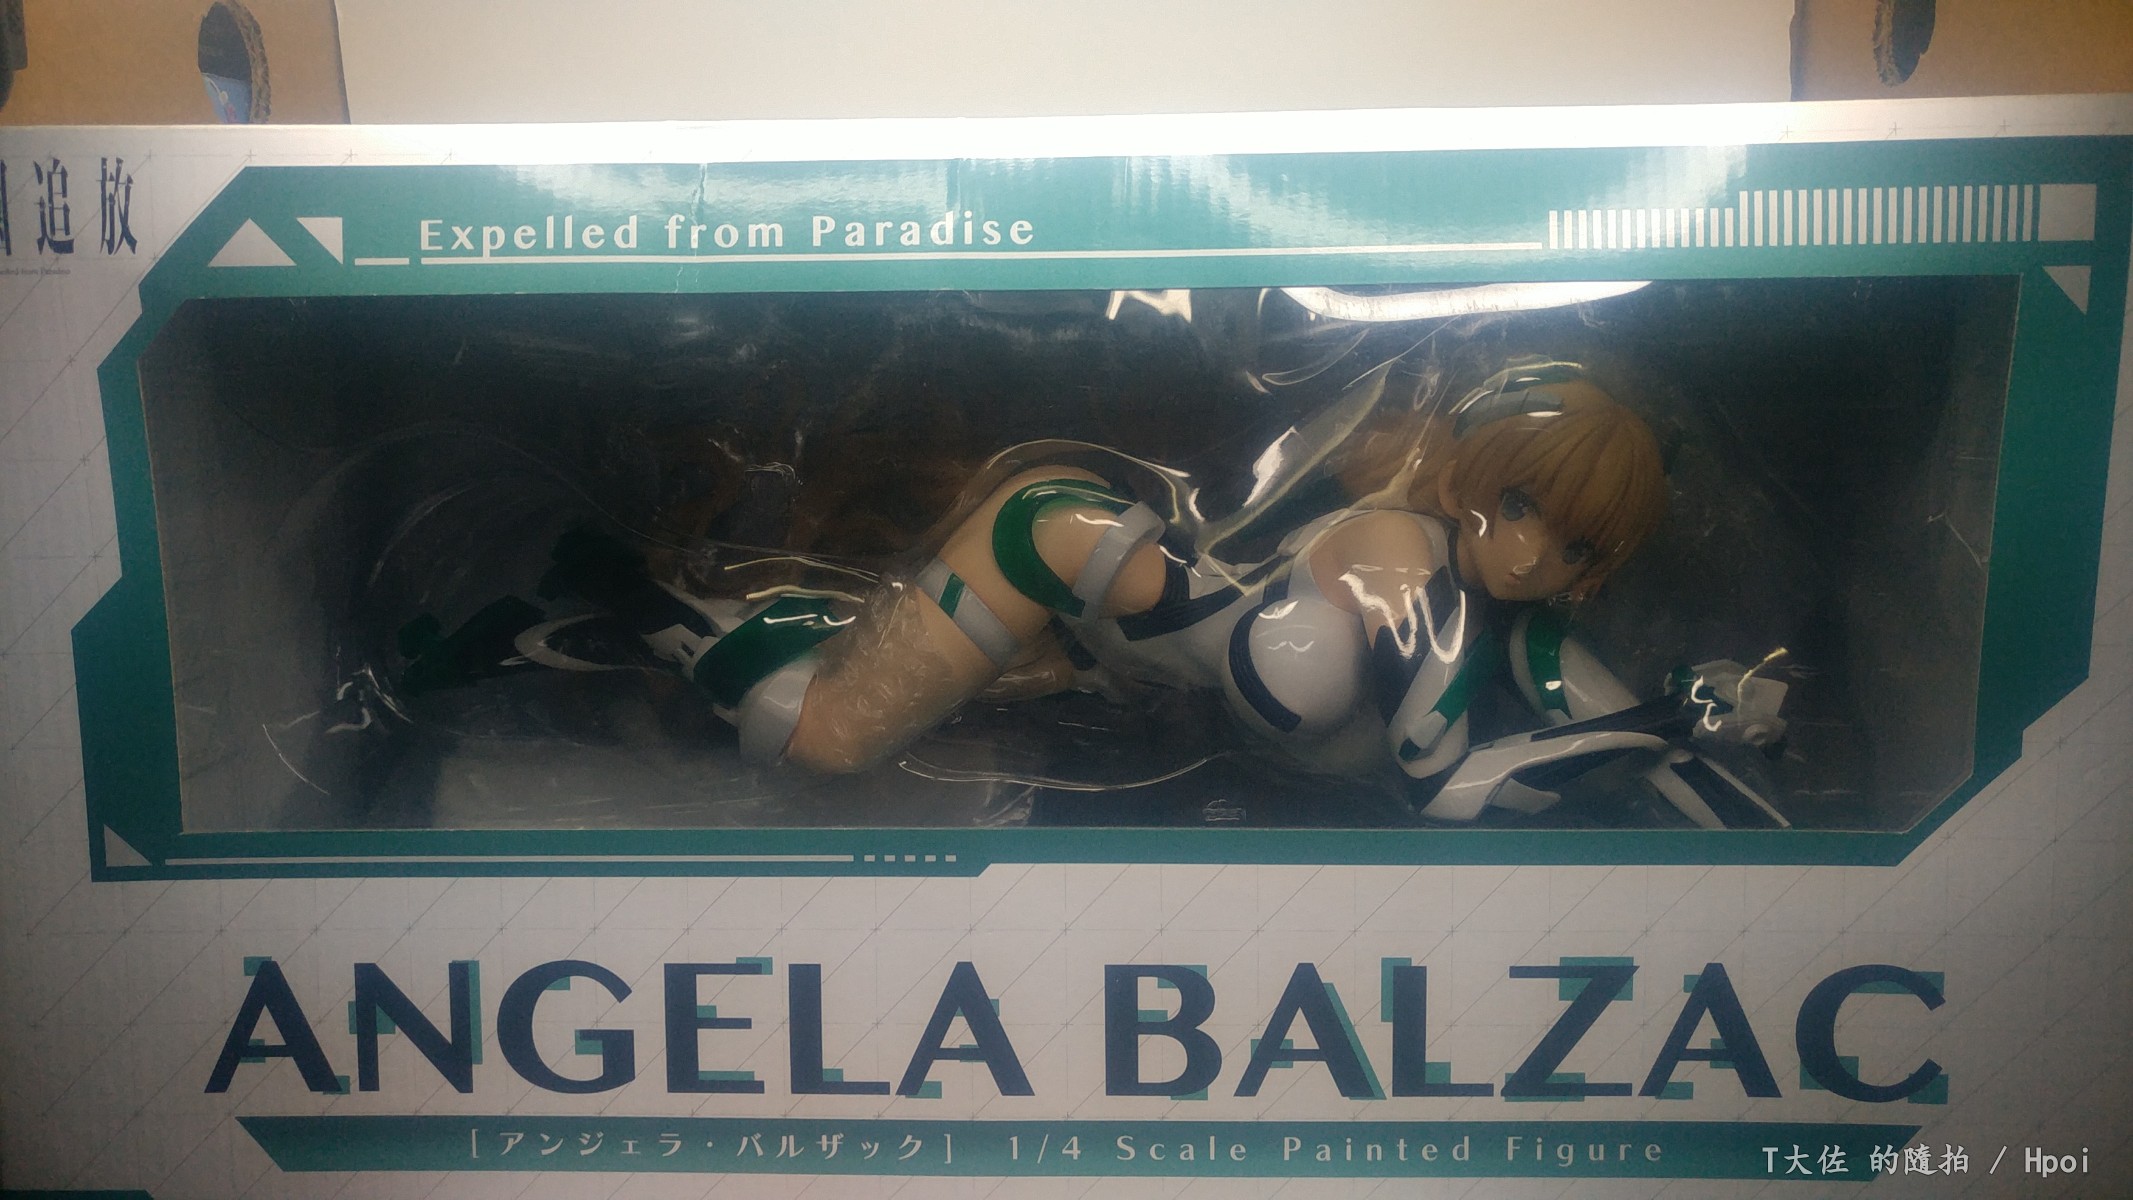 追放
Expelled from Paradise
ANGELA BALZAC
[アンジェラ・バルザック] 1/4 Scale Painted Figure
T大佐 的隨拍 / Hpoi